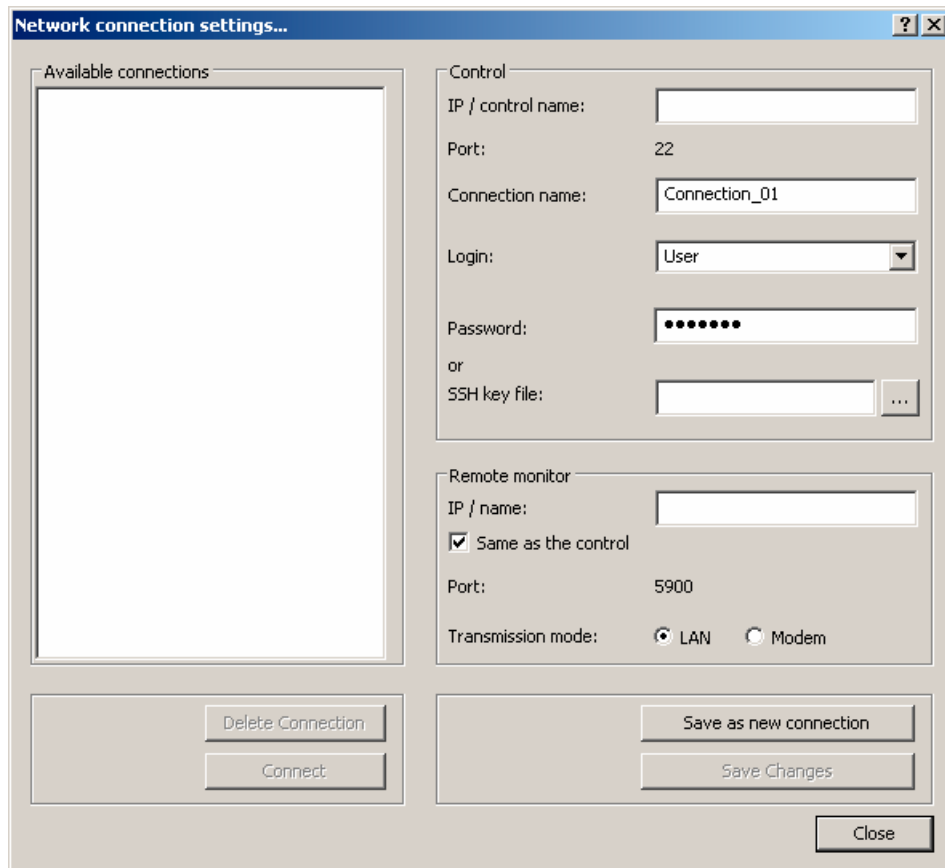 Network connection settings...
Available connections
Delete Connection
Connect
Control
IP / control name:
Port: 22
Connection name: Connection_01
Login: User
Password: •••••••
or
SSH key file: ...
Remote monitor
IP / name:
Same as the control
Port: 5900
Transmission mode: LAN Modem
Save as new connection
Save Changes
Close